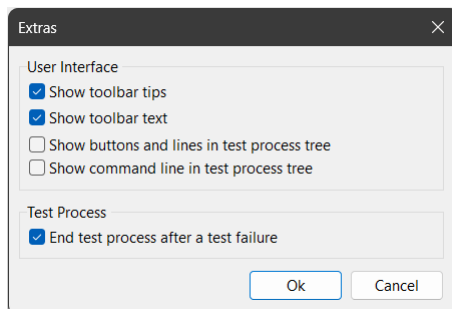 Extras
User Interface
Show toolbar tips
Show toolbar text
Show buttons and lines in test process tree
Show command line in test process tree
Test Process
End test process after a test failure
Ok Cancel